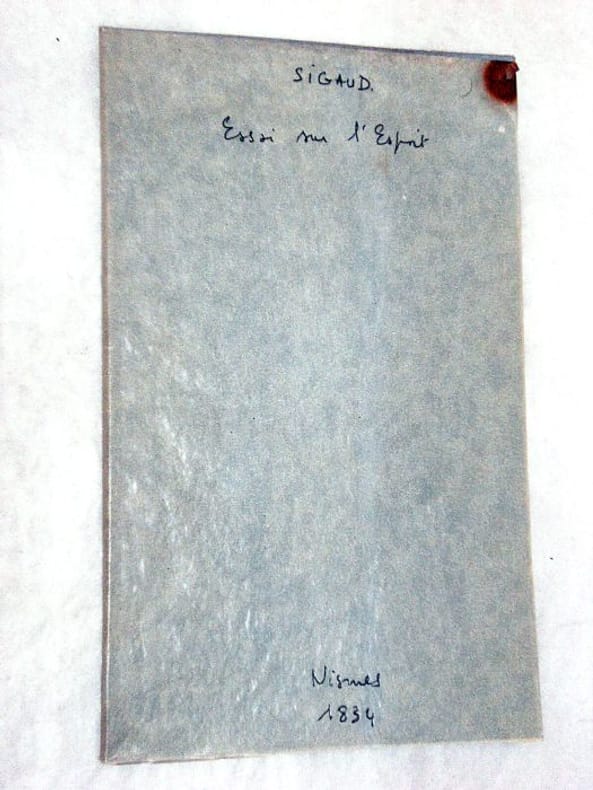 SIGAUD.
Essai sur l'Esprit
Nismes
1834